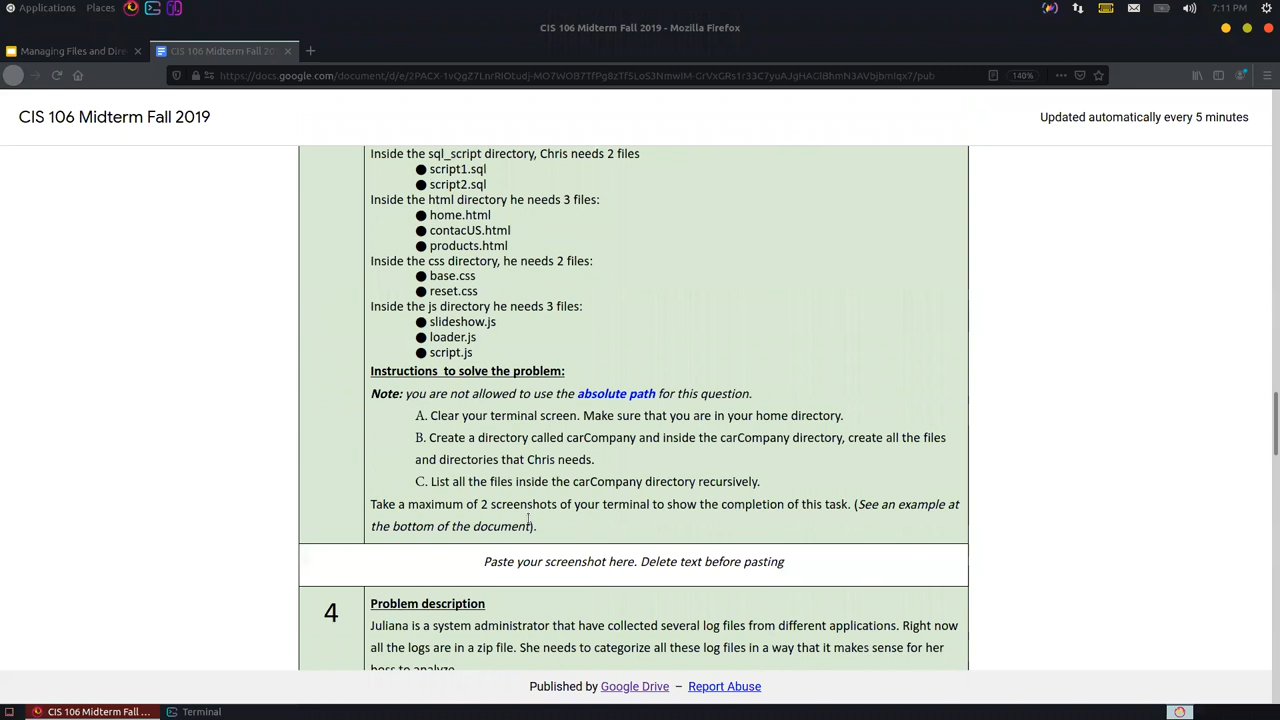 Applications Places 7:11 PM
CIS 106 Midterm Fall 2019 - Mozilla Firefox
Managing Files and Dire
CIS 106 Midterm Fall 20
140%
CIS 106 Midterm Fall 2019
Updated automatically every 5 minutes
Inside the sql_script directory, Chris needs 2 files
● script1.sql
● script2.sql
Inside the html directory he needs 3 files:
● home.html
● contacUS.html
● products.html
Inside the css directory, he needs 2 files:
● base.css
● reset.css
Inside the js directory he needs 3 files:
● slideshow.js
● loader.js
● script.js
Instructions to solve the problem:
Note: you are not allowed to use the absolute path for this question.
A. Clear your terminal screen. Make sure that you are in your home directory.
B. Create a directory called carCompany and inside the carCompany directory, create all the files
and directories that Chris needs.
C. List all the files inside the carCompany directory recursively.
Take a maximum of 2 screenshots of your terminal to show the completion of this task. (See an example at
the bottom of the document).
Paste your screenshot here. Delete text before pasting
4
Problem description
Juliana is a system administrator that have collected several log files from different applications. Right now
all the logs are in a zip file. She needs to categorize all these log files in a way that it makes sense for her
boss to analyze.
Published by Google Drive – Report Abuse
CIS 106 Midterm Fall ...
Terminal